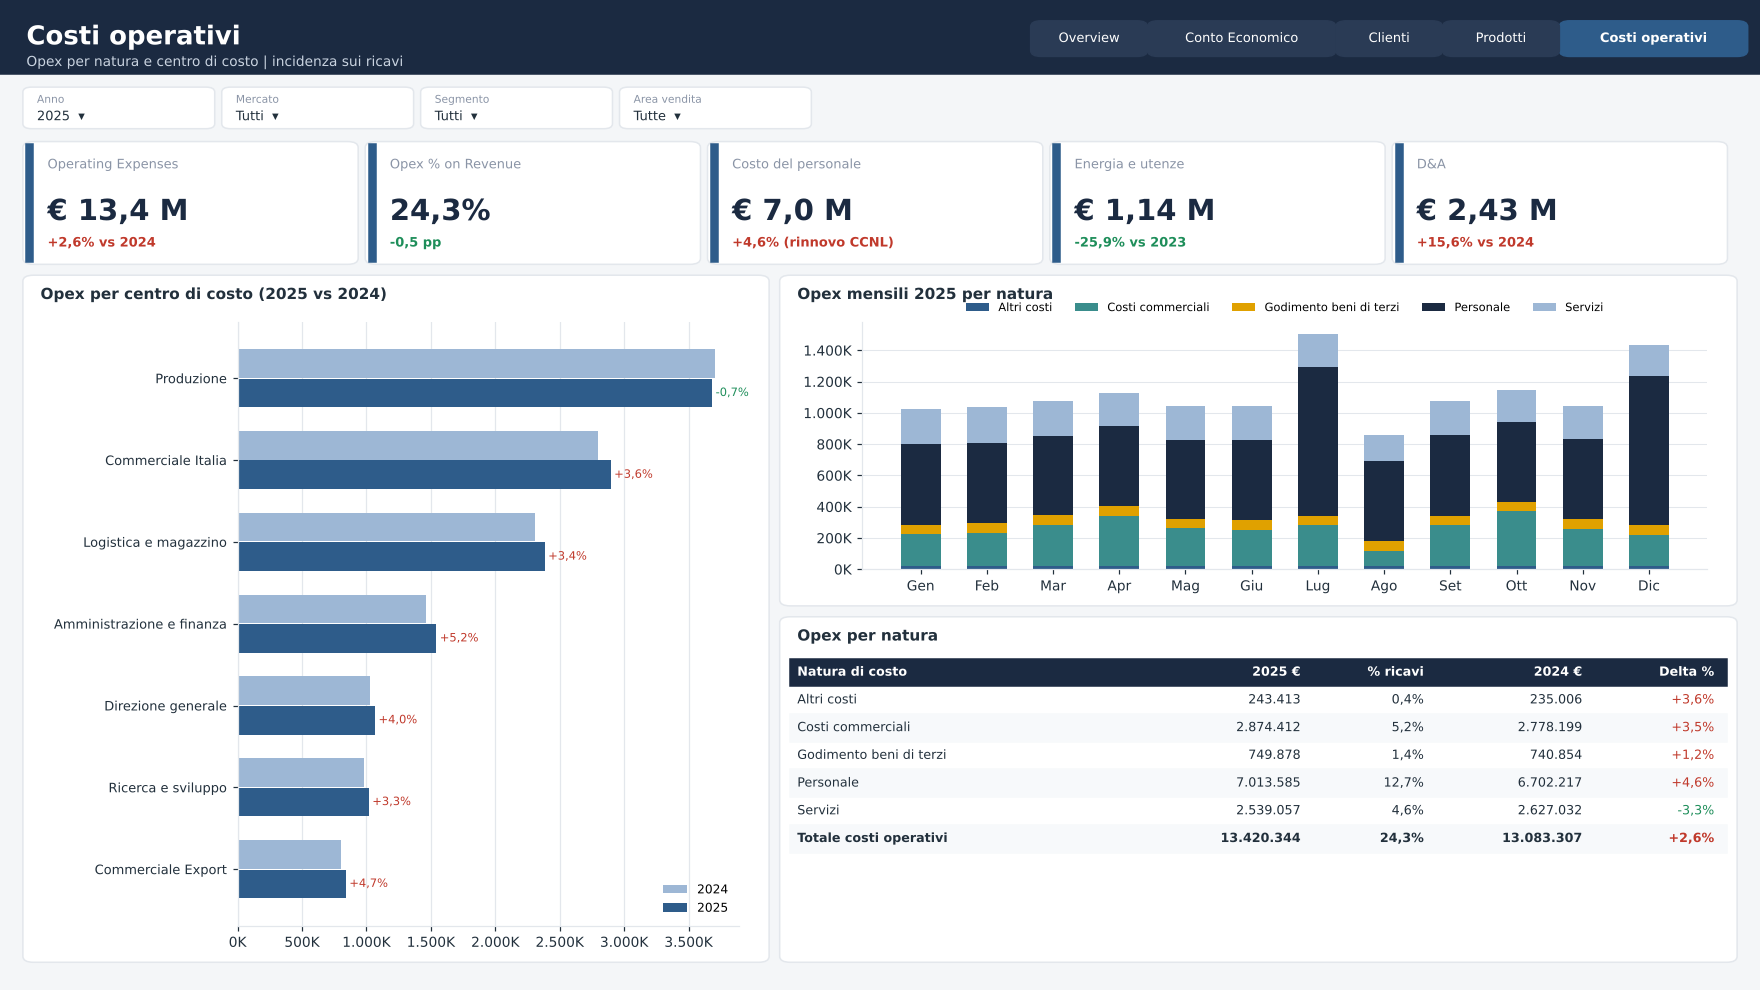 Costi operativi
Opex per natura e centro di costo | incidenza sui ricavi
Overview
Conto Economico
Clienti
Prodotti
Costi operativi
Anno
2025 ▾
Mercato
Tutti ▾
Segmento
Tutti ▾
Area vendita
Tutte ▾
Operating Expenses
€ 13,4 M
+2,6% vs 2024
Opex % on Revenue
24,3%
-0,5 pp
Costo del personale
€ 7,0 M
+4,6% (rinnovo CCNL)
Energia e utenze
€ 1,14 M
-25,9% vs 2023
D&A
€ 2,43 M
+15,6% vs 2024
Opex per centro di costo (2025 vs 2024)
Produzione
-0,7%
Commerciale Italia
+3,6%
Logistica e magazzino
+3,4%
Amministrazione e finanza
+5,2%
Direzione generale
+4,0%
Ricerca e sviluppo
+3,3%
Commerciale Export
+4,7%
2024
2025
0K 500K 1.000K 1.500K 2.000K 2.500K 3.000K 3.500K
Opex mensili 2025 per natura
Altri costi Costi commerciali Godimento beni di terzi Personale Servizi
1.400K
1.200K
1.000K
800K
600K
400K
200K
0K
Gen Feb Mar Apr Mag Giu Lug Ago Set Ott Nov Dic
Opex per natura
Natura di costo 2025 € % ricavi 2024 € Delta %
Altri costi 243.413 0,4% 235.006 +3,6%
Costi commerciali 2.874.412 5,2% 2.778.199 +3,5%
Godimento beni di terzi 749.878 1,4% 740.854 +1,2%
Personale 7.013.585 12,7% 6.702.217 +4,6%
Servizi 2.539.057 4,6% 2.627.032 -3,3%
Totale costi operativi 13.420.344 24,3% 13.083.307 +2,6%